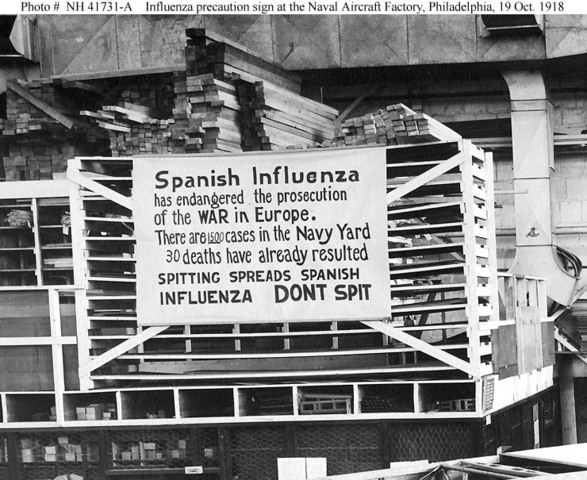 Photo # NH 41731-A Influenza precaution sign at the Naval Aircraft Factory, Philadelphia, 19 Oct. 1918
Spanish Influenza
has endangered the prosecution
of the WAR in Europe.
There are 1500 cases in the Navy Yard
30 deaths have already resulted
SPITTING SPREADS SPANISH
INFLUENZA DONT SPIT